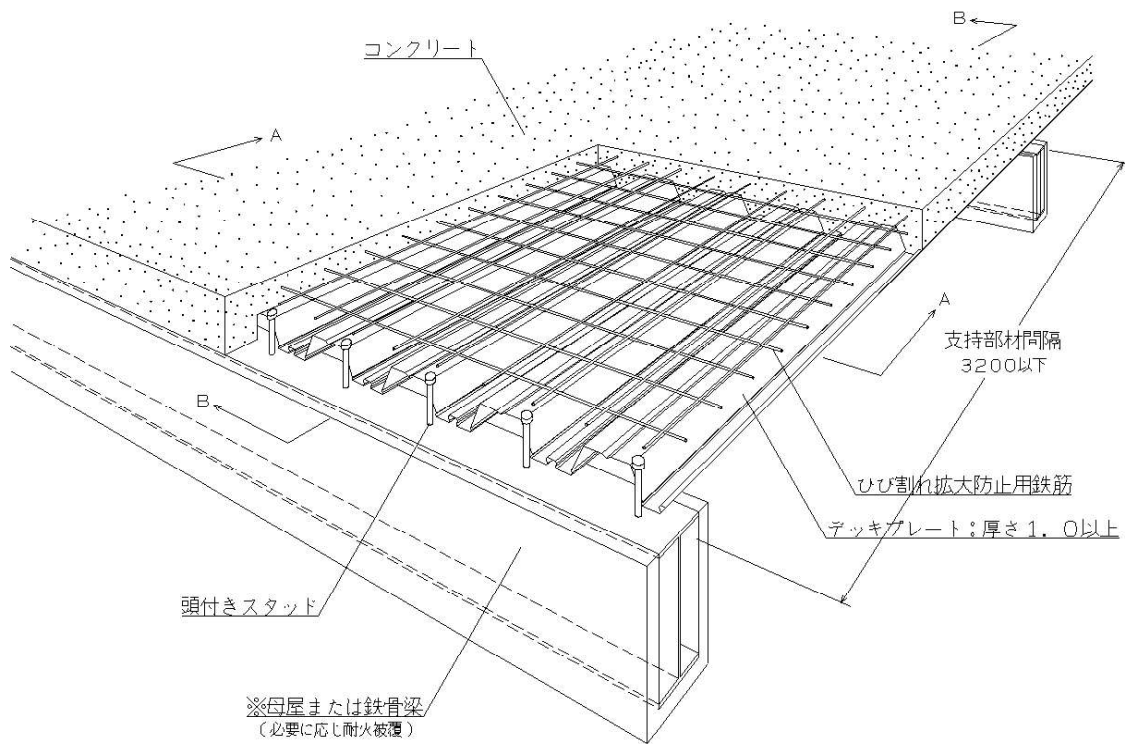 B
コンクリート
A
A
支持部材間隔
3200以下
B
ひび割れ拡大防止用鉄筋
デッキプレート：厚さ1．0以上
頭付きスタッド
※母屋または鉄骨梁
（必要に応じ耐火被覆）